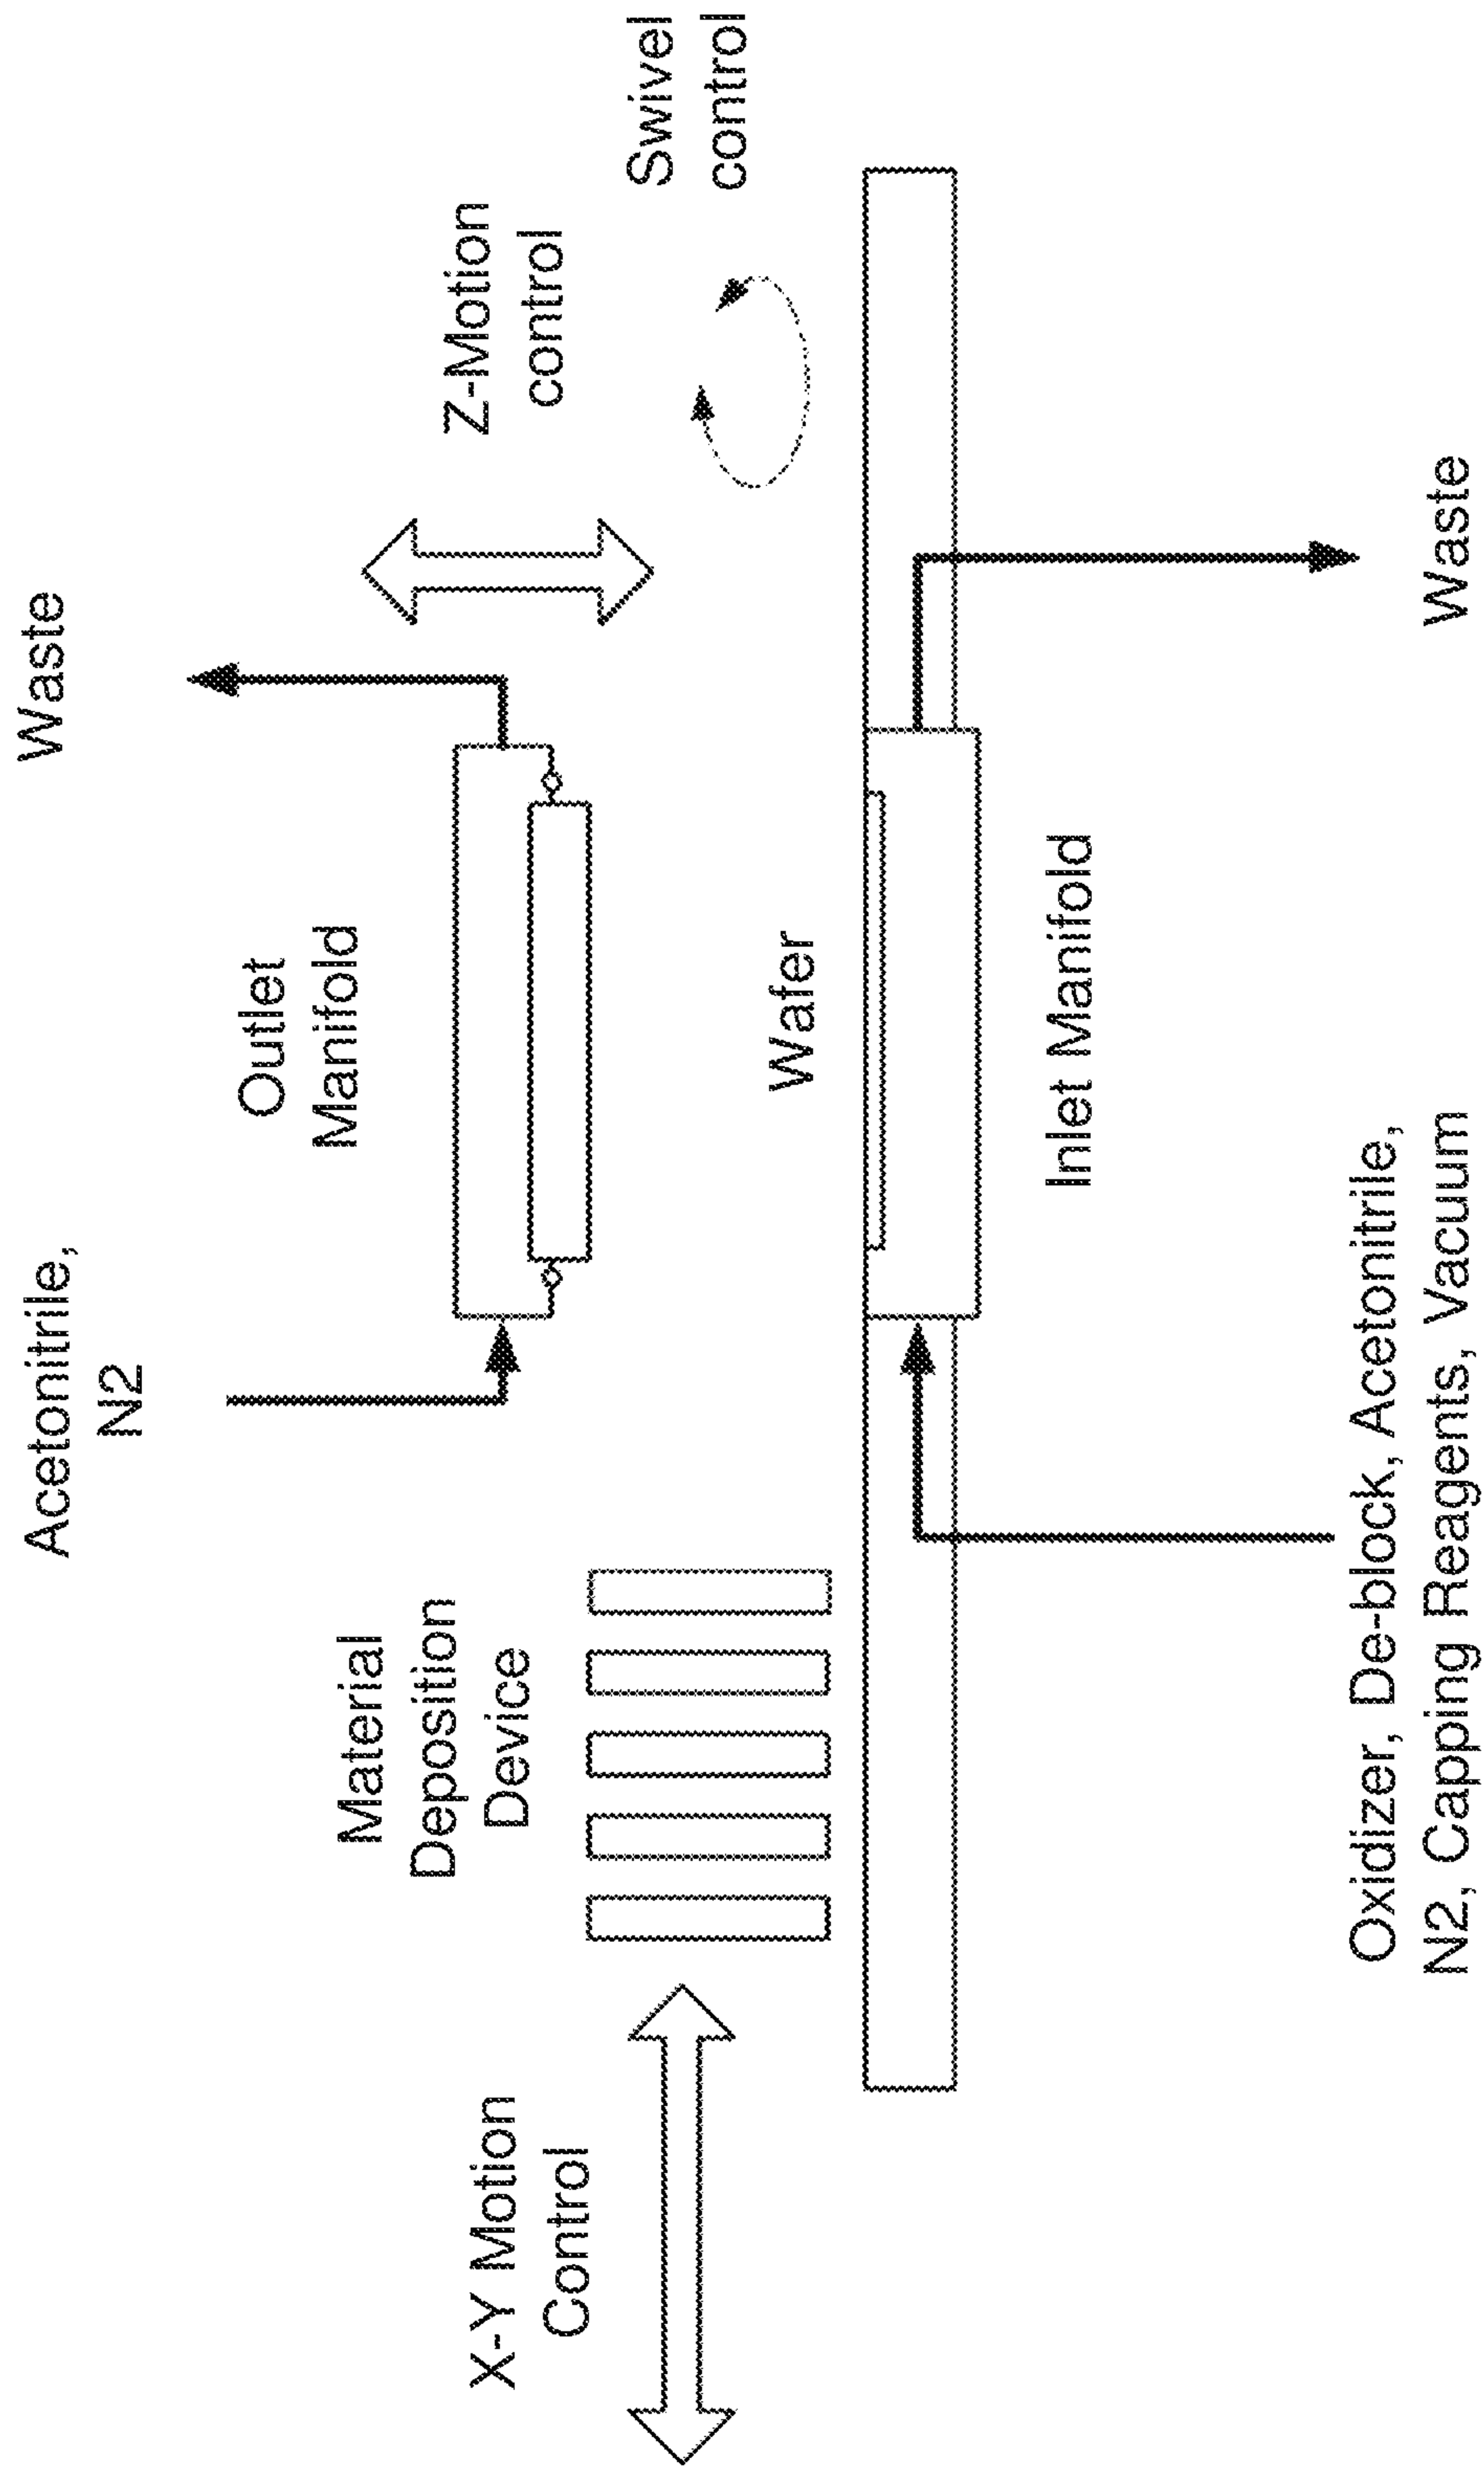 Acetonitrile,
N2
Waste
Outlet
Manifold
Material
Deposition
Device
Z-Motion
control
X-Y Motion
Control
Swivel
control
Wafer
Inlet Manifold
Oxidizer, De-block, Acetonitrile,
N2, Capping Reagents, Vacuum
Waste